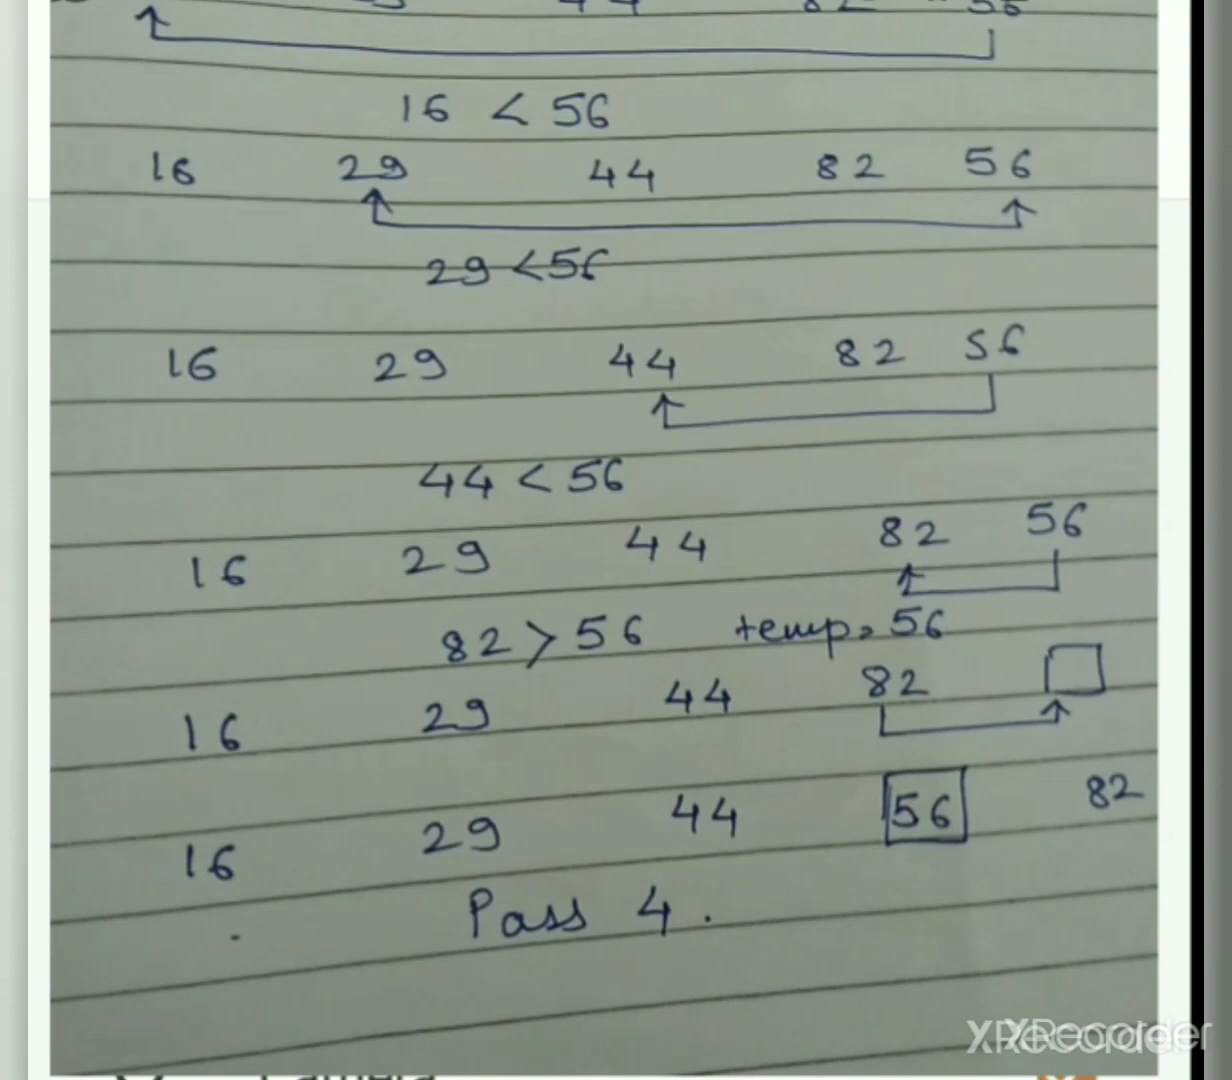 16 < 56
16 29 44 82 56
29 < 56
16 29 44 82 56
44 < 56
16 29 44 82 56
82 > 56 temp = 56
16 29 44 82
16 29 44 56 82
Pass 4.
XRecorder